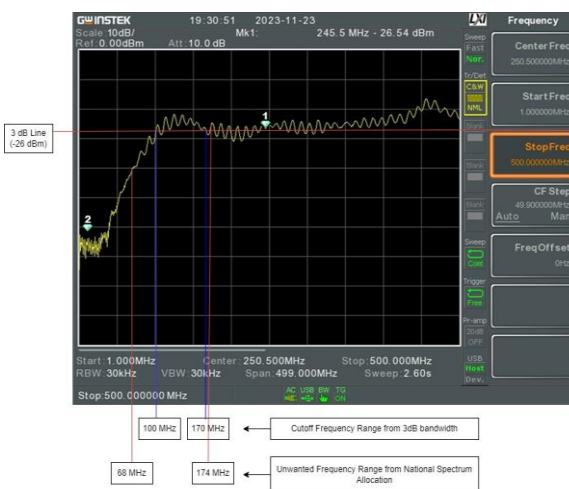 GWINSTEK 19:30:51 2023-11-23 LXI Frequency
Scale 10dB/ Mk1: 245.5 MHz - 26.54 dBm
Ref: 0.00dBm Att: 10.0 dB
Sweep
Fast
Nor.
Center Freq
250.500000MHz
Tr/Det
C&W
NML
Start Freq
1.000000MHz
Blank
1
3 dB Line
(-26 dBm)
Stop Freq
500.000000MHz
Blank
CF Step
49.900000MHz
Auto Man
Blank
2
Sweep
Cont
FreqOffset
0Hz
Trigger
Free
Pr-amp
20dB
OFF
Start: 1.000MHz Center: 250.500MHz Stop: 500.000MHz
RBW: 30kHz VBW: 30kHz Span: 499.000MHz Sweep: 2.60s
USB
Host
Dev.
Stop: 500.000000 MHz
AC USB BW TG
ON
100 MHz 170 MHz Cutoff Frequency Range from 3dB bandwidth
68 MHz 174 MHz Unwanted Frequency Range from National Spectrum
Allocation